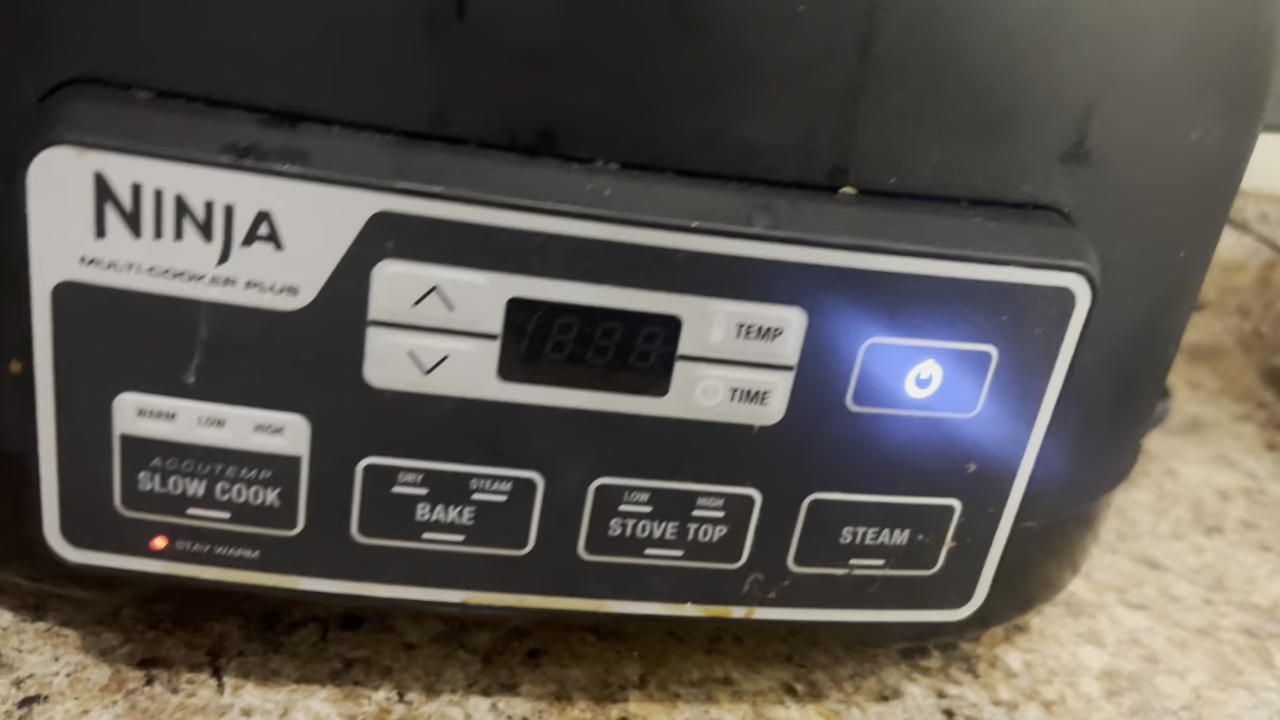 NINJA
MULTI-COOKER PLUS
TEMP
TIME
WARM LOW HIGH
ACCUTEMP
SLOW COOK
STAY WARM
DRY STEAM
BAKE
LOW HIGH
STOVE TOP
STEAM